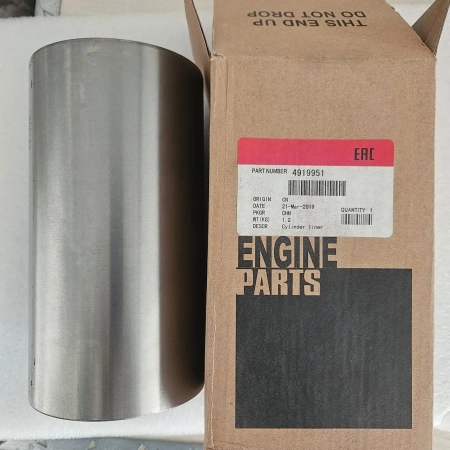 THIS END UP
DO NOT DROP
EAC
PART NUMBER 4919951
ORIGIN CN
DATE 21-Mar-2019
PKGR CHN
WT(KG) 1.2
QUANTITY 1
DESCR Cylinder liner
ENGINE
PARTS